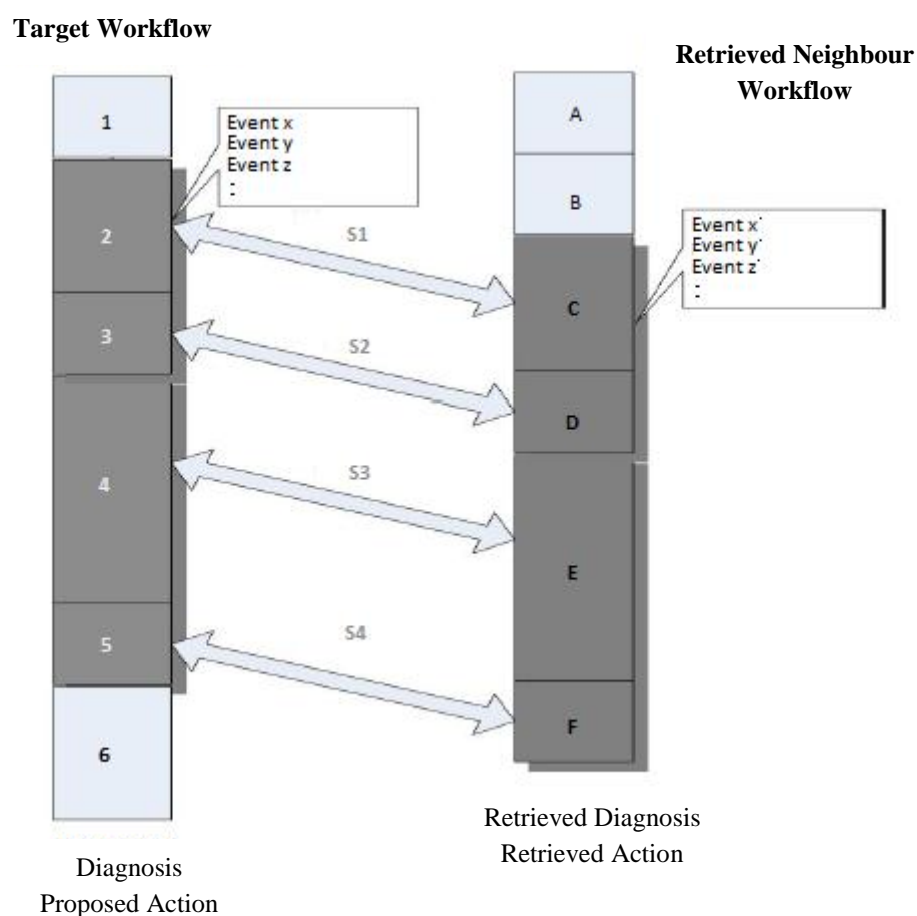 Target Workflow
Retrieved Neighbour
Workflow
1
Event x
Event y
Event z
:
2
3
4
5
6
S1
S2
S3
S4
A
B
C
D
E
F
Event x'
Event y'
Event z'
:
Retrieved Diagnosis
Retrieved Action
Diagnosis
Proposed Action